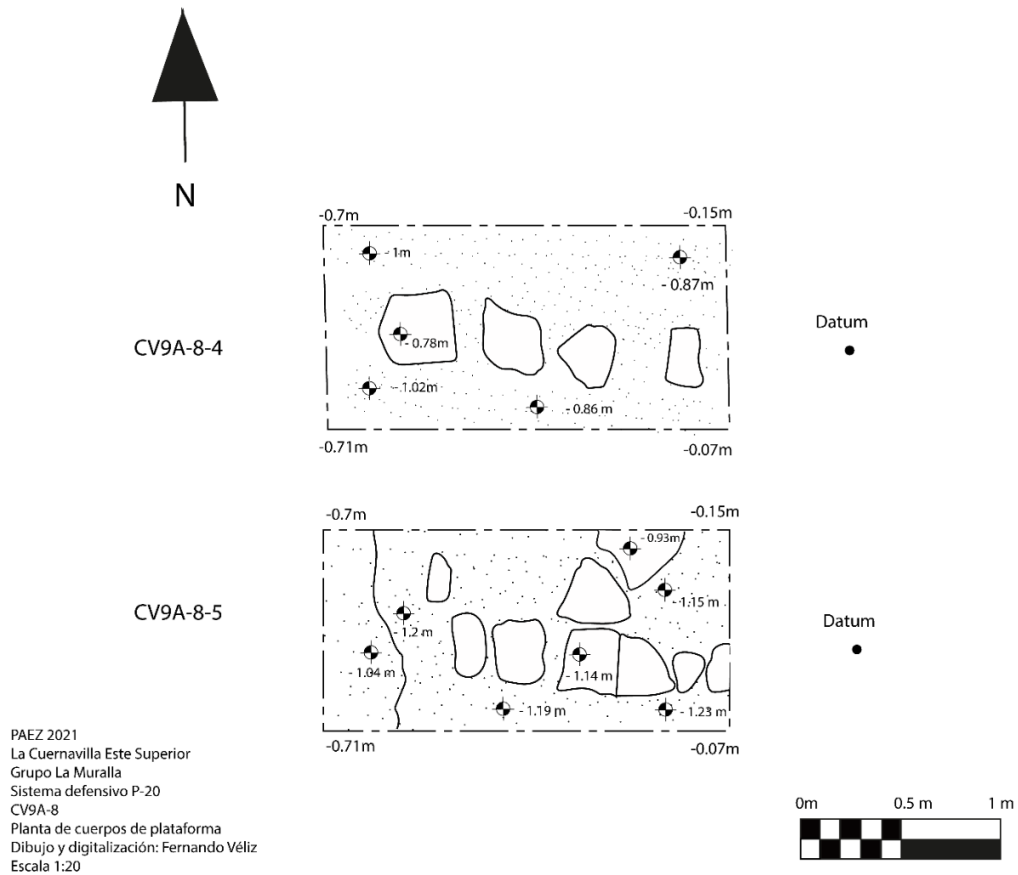 N
-0.7m
-0.15m
- 1m
- 0.87m
CV9A-8-4
- 0.78m
Datum
- 1.02m
- 0.86 m
-0.71m
-0.07m
-0.7m
-0.15m
- 0.93m
CV9A-8-5
- 1.15 m
- 1.2 m
Datum
- 1.04 m
- 1.14 m
- 1.19 m
- 1.23 m
-0.71m
-0.07m
PAEZ 2021
La Cuernavilla Este Superior
Grupo La Muralla
Sistema defensivo P-20
CV9A-8
Planta de cuerpos de plataforma
Dibujo y digitalización: Fernando Véliz
Escala 1:20
0m 0.5 m 1 m